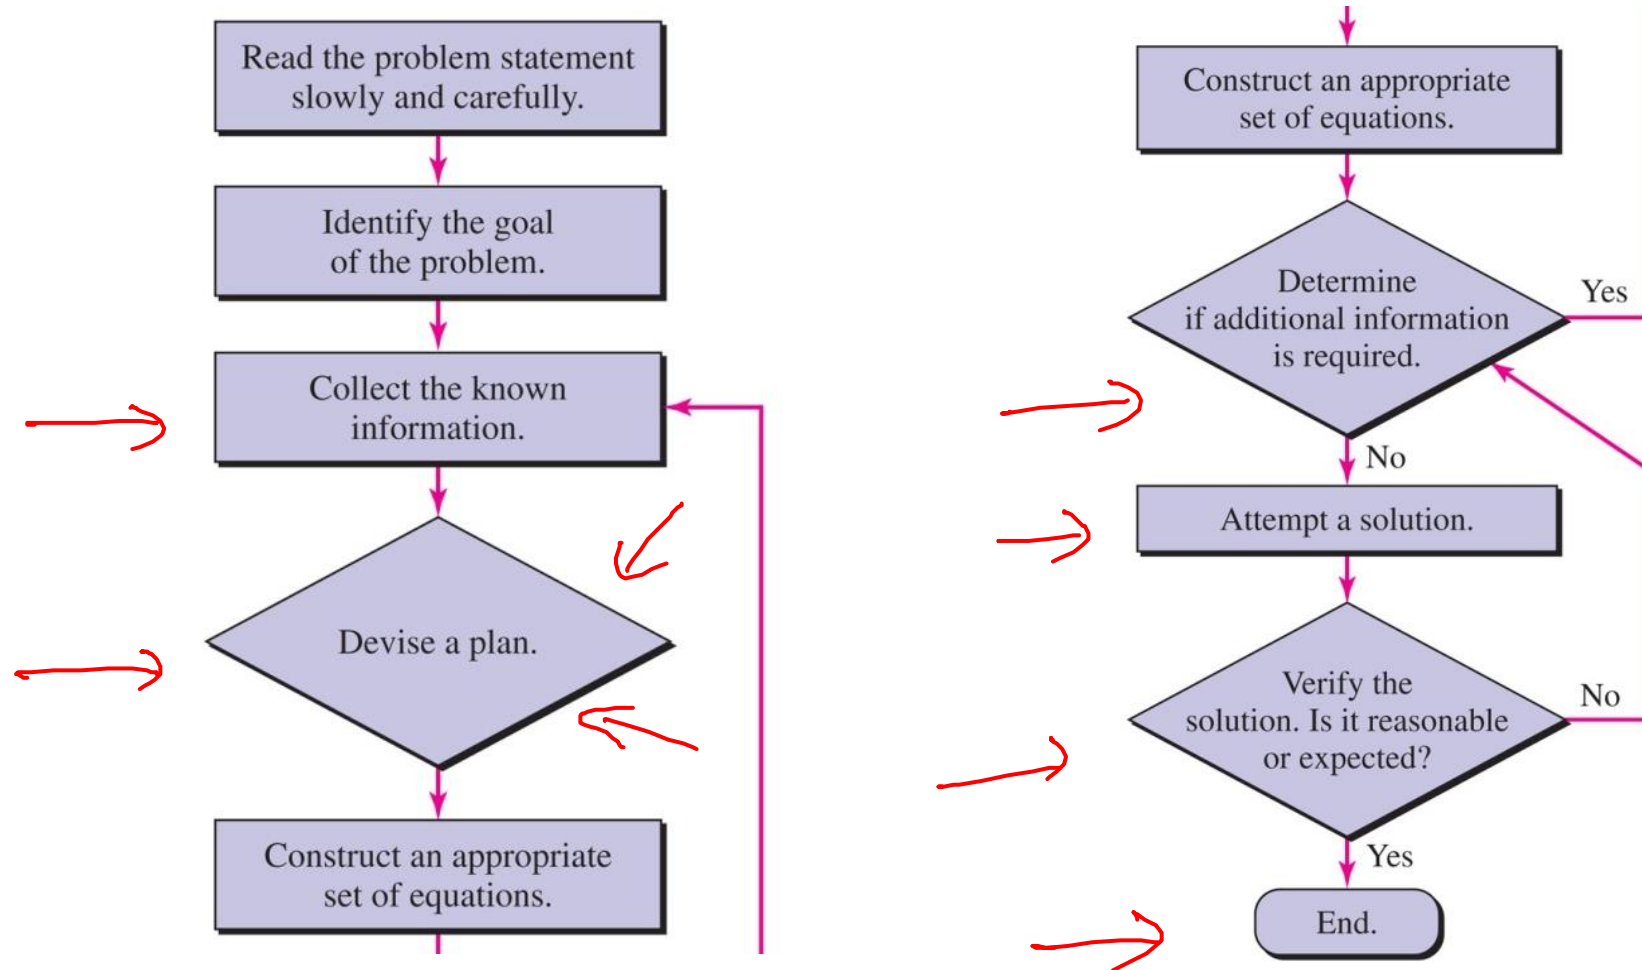 Read the problem statement
slowly and carefully.
Identify the goal
of the problem.
Collect the known
information.
Devise a plan.
Construct an appropriate
set of equations.
Construct an appropriate
set of equations.
Determine
if additional information
is required.
Yes
No
Attempt a solution.
Verify the
solution. Is it reasonable
or expected?
No
Yes
End.